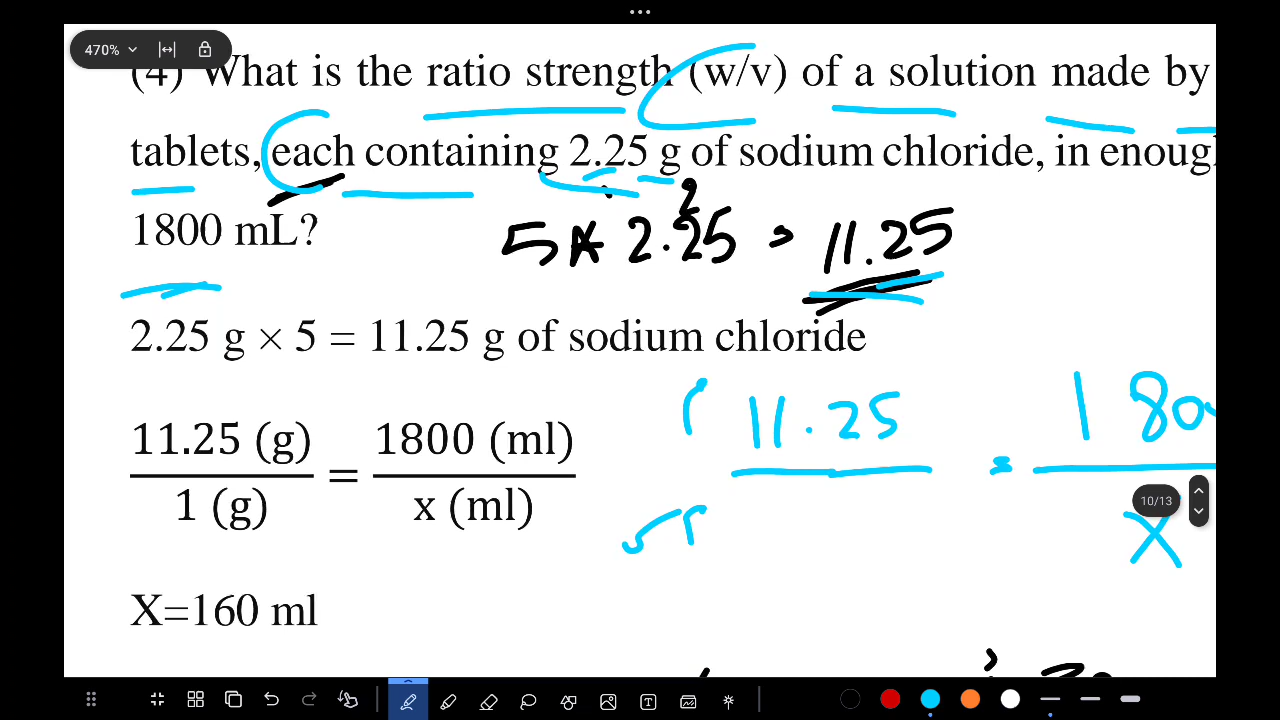 470%
(4) What is the ratio strength (w/v) of a solution made by
tablets, each containing 2.25 g of sodium chloride, in enough
1800 mL?
5 * 2.25 = 11.25
2.25 g × 5 = 11.25 g of sodium chloride
11.25 (g) / 1 (g) = 1800 (ml) / x (ml)
11.25 = 180
x
10/13
X=160 ml